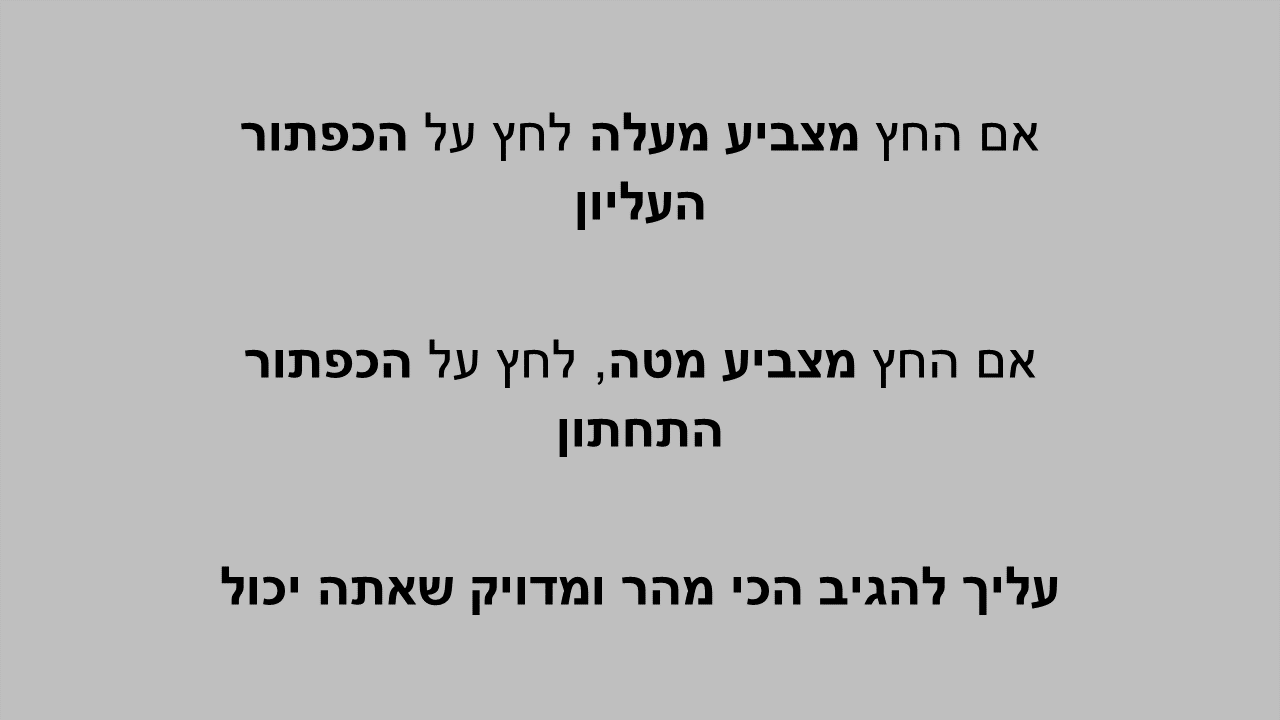 אם החץ מצביע מעלה לחץ על הכפתור
העליון
אם החץ מצביע מטה, לחץ על הכפתור
התחתון
עליך להגיב הכי מהר ומדויק שאתה יכול